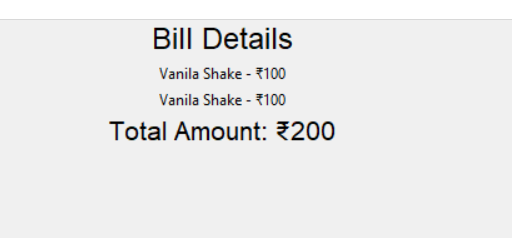 Bill Details
Vanila Shake - ₹100
Vanila Shake - ₹100
Total Amount: ₹200